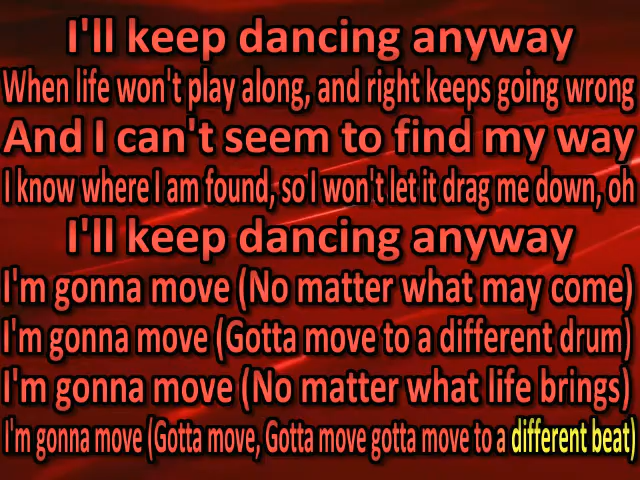 I'll keep dancing anyway
When life won't play along, and right keeps going wrong
And I can't seem to find my way
I know where I am found, so I won't let it drag me down, oh
I'll keep dancing anyway
I'm gonna move (No matter what may come)
I'm gonna move (Gotta move to a different drum)
I'm gonna move (No matter what life brings)
I'm gonna move (Gotta move, Gotta move gotta move to a different beat)